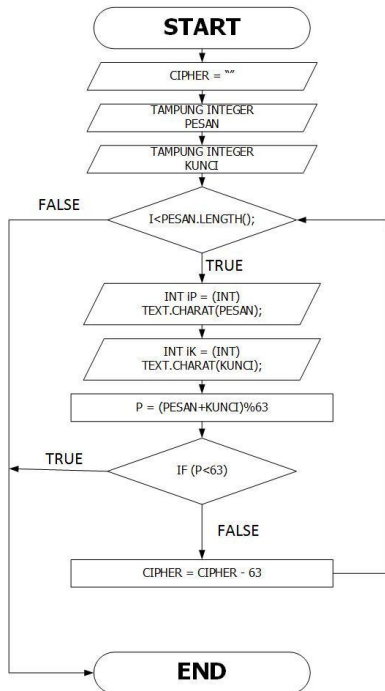 START
CIPHER = “”
TAMPUNG INTEGER
PESAN
TAMPUNG INTEGER
KUNCI
FALSE
I<PESAN.LENGTH();
TRUE
INT iP = (INT)
TEXT.CHARAT(PESAN);
INT iK = (INT)
TEXT.CHARAT(KUNCI);
P = (PESAN+KUNCI)%63
TRUE
IF (P<63)
FALSE
CIPHER = CIPHER - 63
END